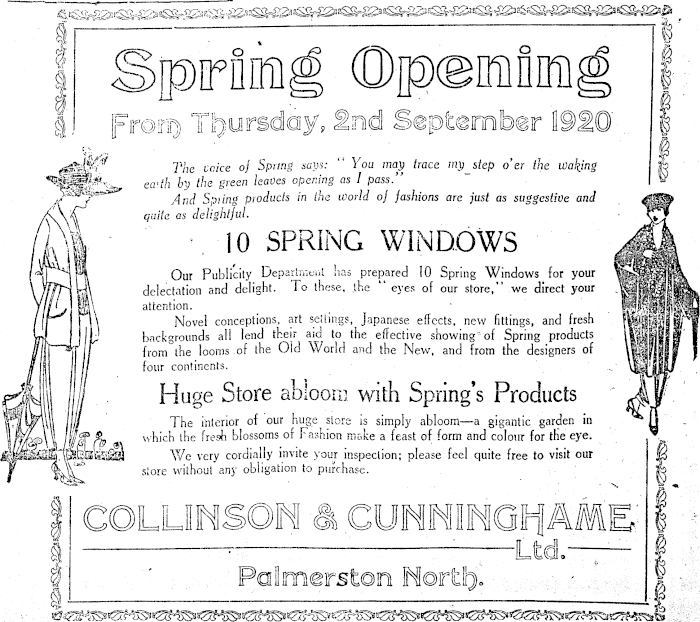 Spring Opening
From Thursday, 2nd September 1920
The voice of Spring says: "You may trace my step o'er the waking
earth by the green leaves opening as I pass."
And Spring products in the world of fashions are just as suggestive and
quite as delightful.
10 SPRING WINDOWS
Our Publicity Department has prepared 10 Spring Windows for your
delectation and delight. To these, the "eyes of our store," we direct your
attention.
Novel conceptions, art settings, Japanese effects, new fittings, and fresh
backgrounds all lend their aid to the effective showing of Spring products
from the looms of the Old World and the New, and from the designers of
four continents.
Huge Store abloom with Spring's Products
The interior of our huge store is simply abloom—a gigantic garden in
which the fresh blossoms of Fashion make a feast of form and colour for the eye.
We very cordially invite your inspection; please feel quite free to visit our
store without any obligation to purchase.
COLLINSON & CUNNINGHAME
Ltd.
Palmerston North.